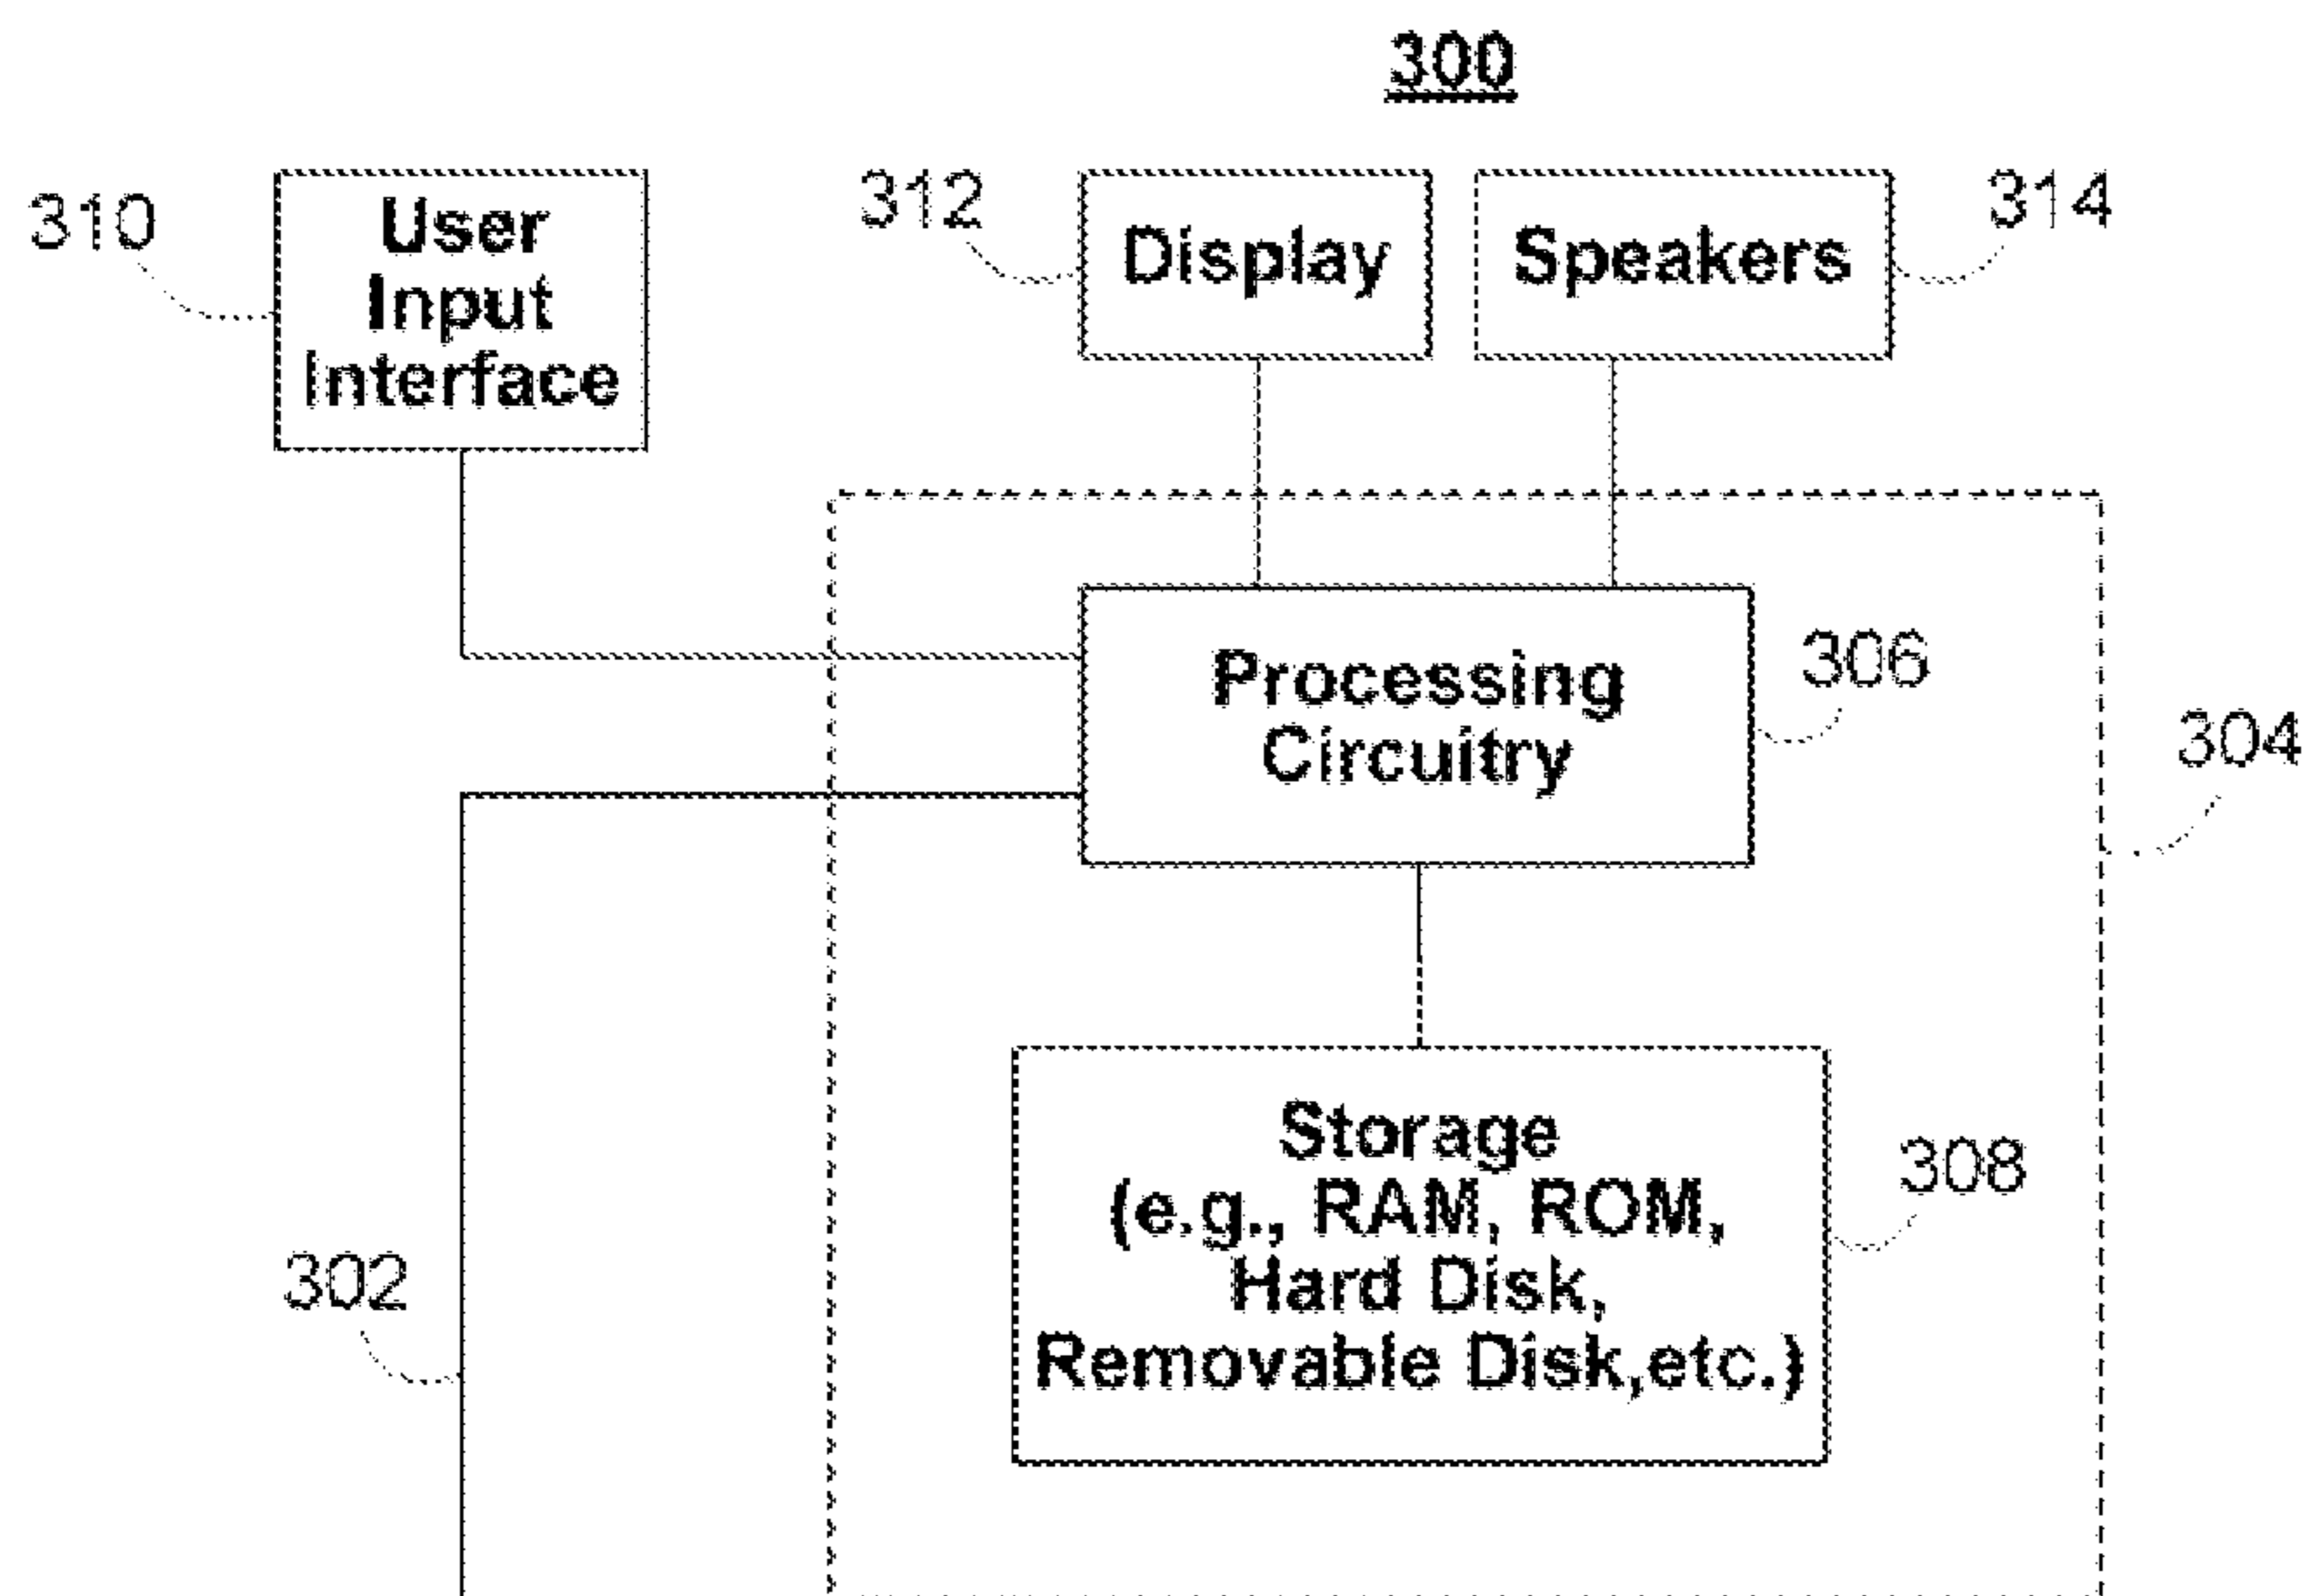 300
310
User
Input
Interface
312
Display
Speakers
314
Processing
Circuitry
306
304
Storage
(e.g., RAM, ROM,
Hard Disk,
Removable Disk,etc.)
308
302